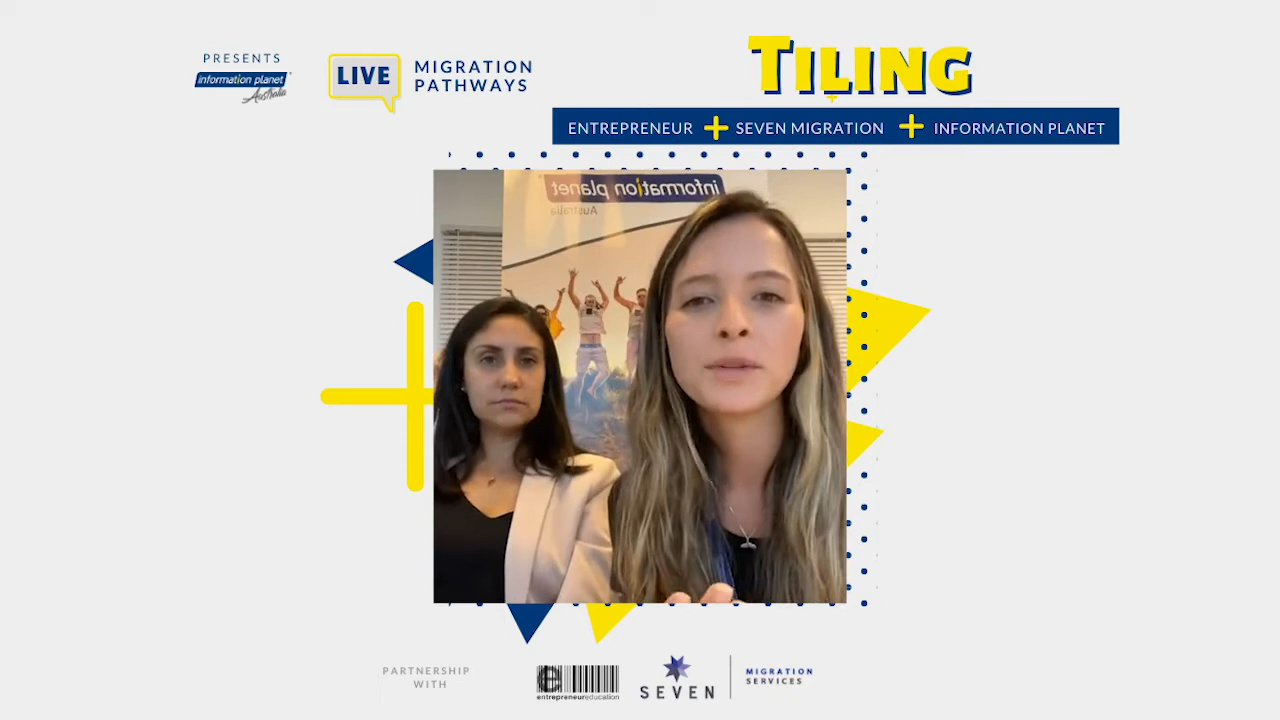 PRESENTS
information planet
Australia
LIVE
MIGRATION
PATHWAYS
TILING
ENTREPRENEUR + SEVEN MIGRATION + INFORMATION PLANET
information planet
Australia
PARTNERSHIP
WITH
e
entrepreneureducation
SEVEN
MIGRATION
SERVICES